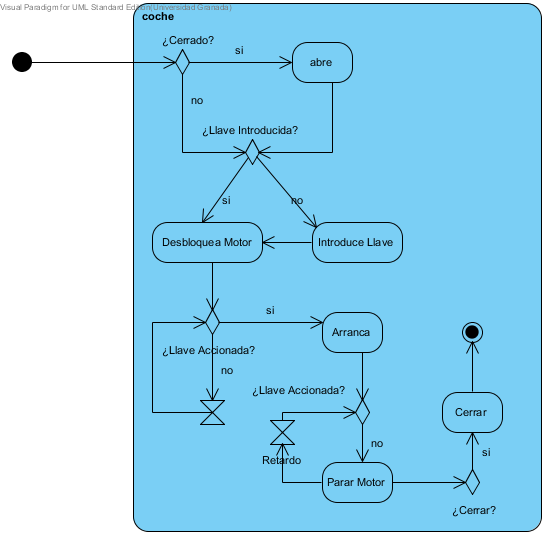 Visual Paradigm for UML Standard Edition(Universidad Granada)
coche
¿Cerrado?
si
abre
no
¿Llave Introducida?
si
no
Desbloquea Motor
Introduce Llave
si
Arranca
¿Llave Accionada?
no
¿Llave Accionada?
Cerrar
no
si
Retardo
Parar Motor
¿Cerrar?